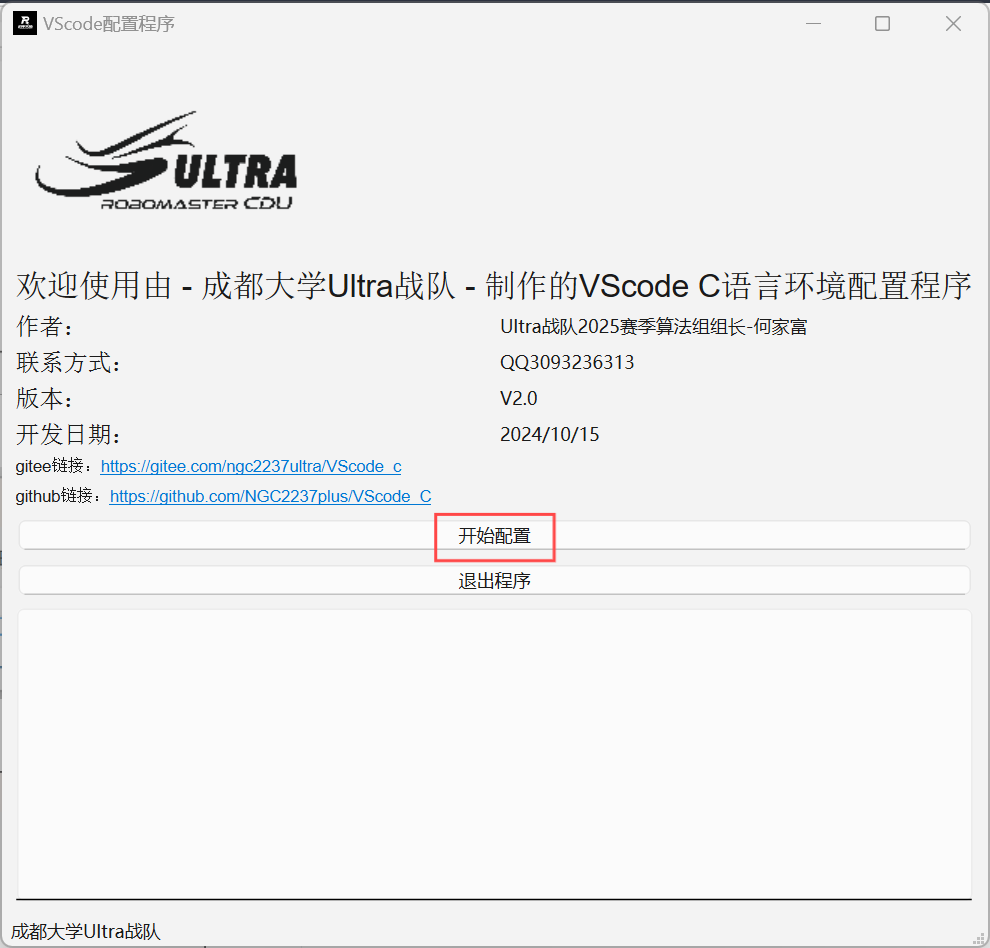 VScode配置程序
ULTRA
ROBOMASTER CDU
欢迎使用由 - 成都大学Ultra战队 - 制作的VScode C语言环境配置程序
作者: Ultra战队2025赛季算法组组长-何家富
联系方式: QQ3093236313
版本: V2.0
开发日期: 2024/10/15
gitee链接：https://gitee.com/ngc2237ultra/VScode_c
github链接：https://github.com/NGC2237plus/VScode_C
开始配置
退出程序
成都大学Ultra战队